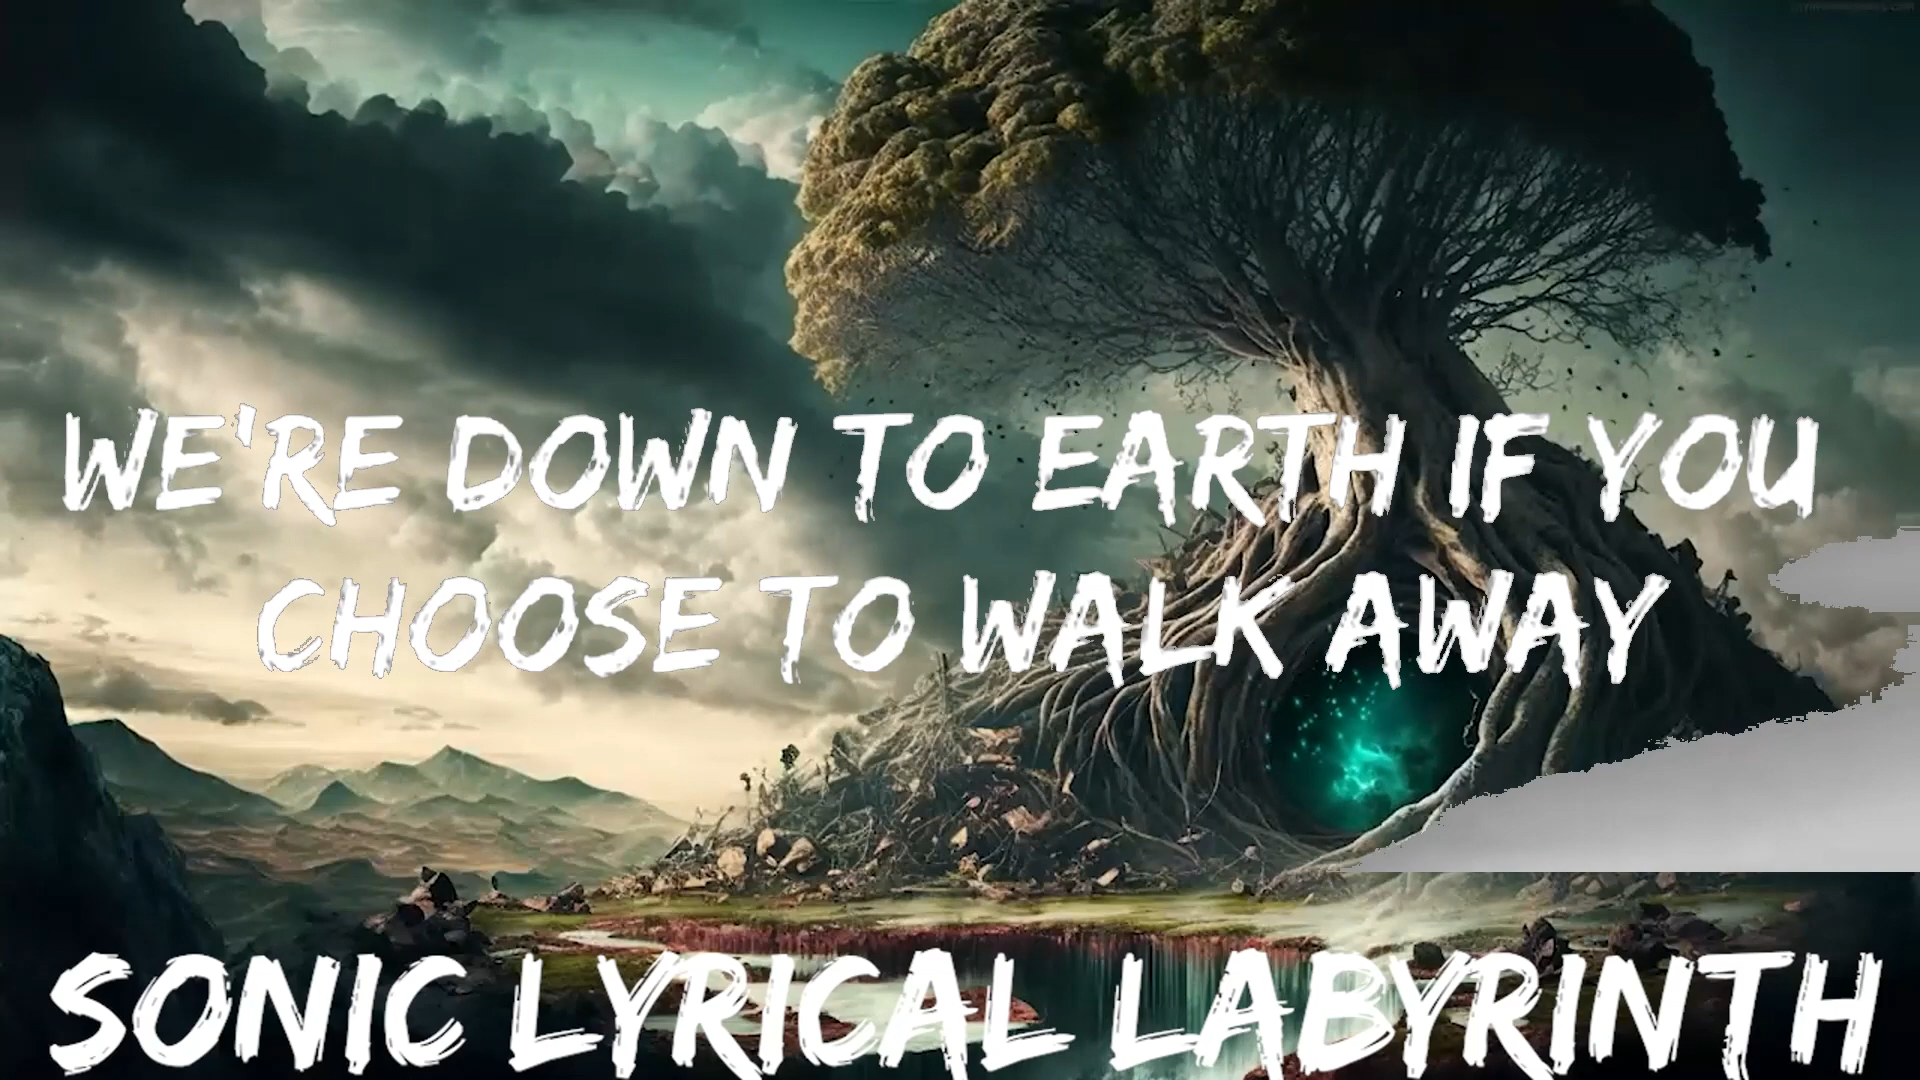 WE'RE DOWN TO EARTH IF YOU
CHOOSE TO WALK AWAY
SONIC LYRICAL LABYRINTH